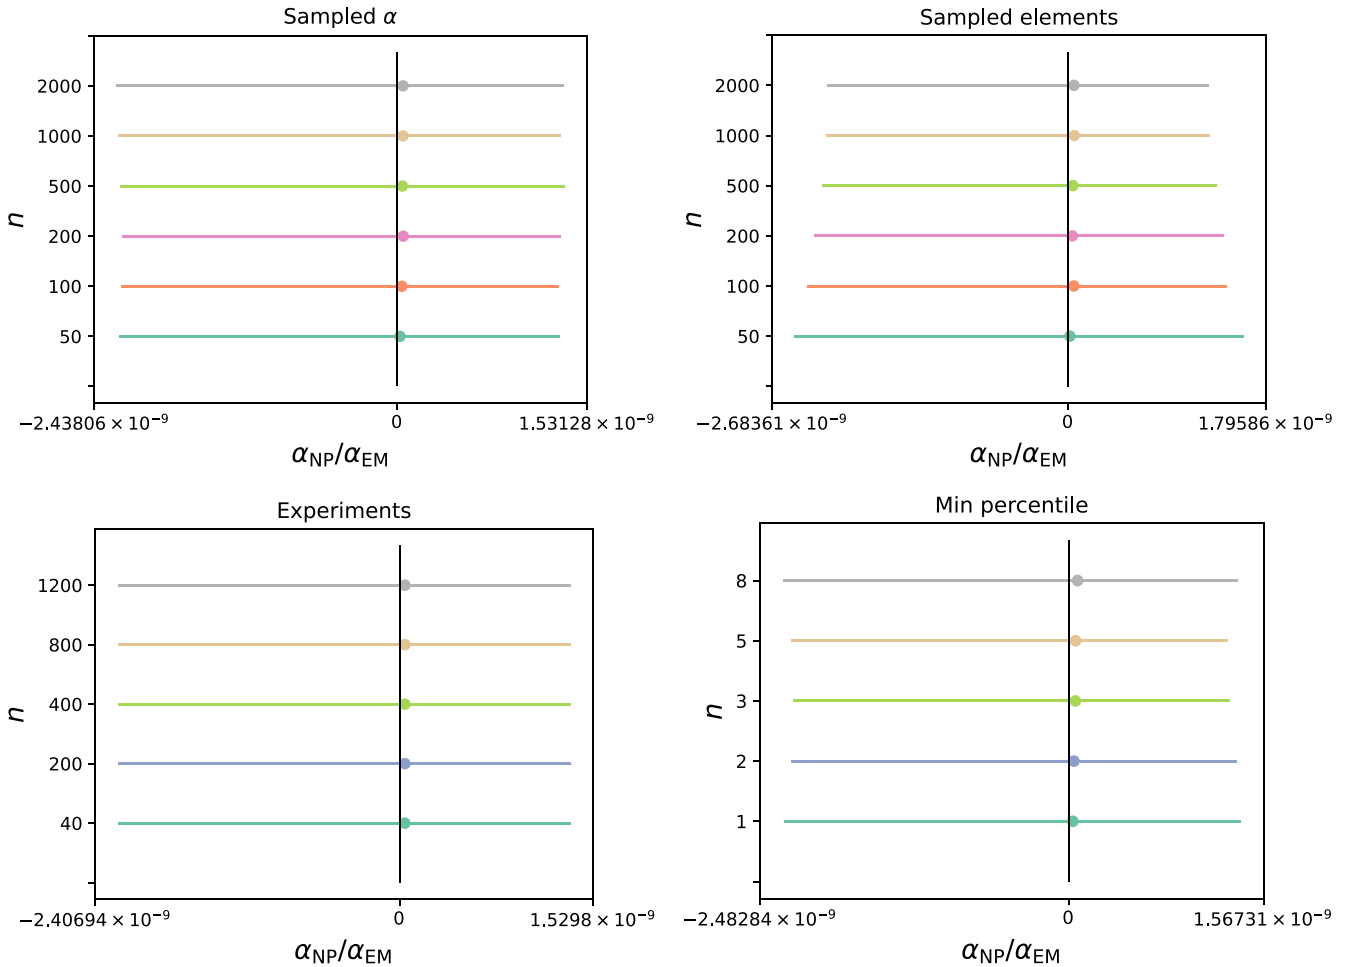 Sampled α
2000
1000
500
200
100
50
n
−2.43806 × 10⁻⁹ 0 1.53128 × 10⁻⁹
α_NP/α_EM
Sampled elements
2000
1000
500
200
100
50
n
−2.68361 × 10⁻⁹ 0 1.79586 × 10⁻⁹
α_NP/α_EM
Experiments
1200
800
400
200
40
n
−2.40694 × 10⁻⁹ 0 1.5298 × 10⁻⁹
α_NP/α_EM
Min percentile
8
5
3
2
1
n
−2.48284 × 10⁻⁹ 0 1.56731 × 10⁻⁹
α_NP/α_EM